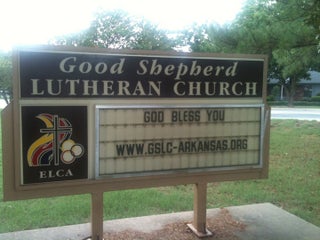 Good Shepherd
LUTHERAN CHURCH
GOD BLESS YOU
WWW.GSLC-ARKANSAS.ORG
ELCA